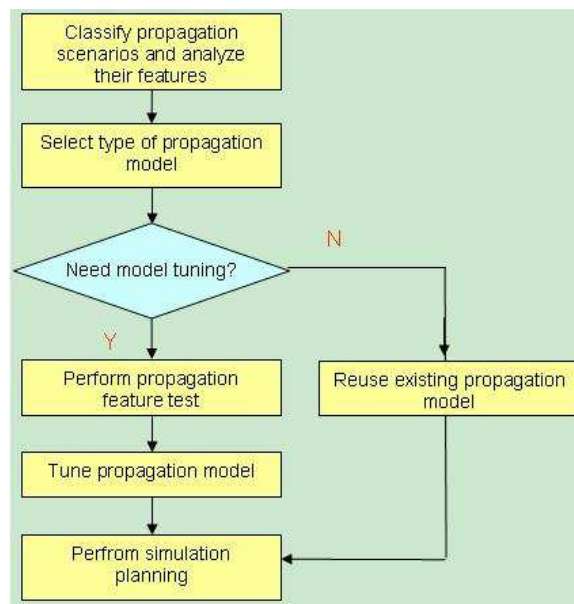 Classify propagation
scenarios and analyze
their features
Select type of propagation
model
Need model tuning?
N
Y
Perform propagation
feature test
Reuse existing propagation
model
Tune propagation model
Perfrom simulation
planning